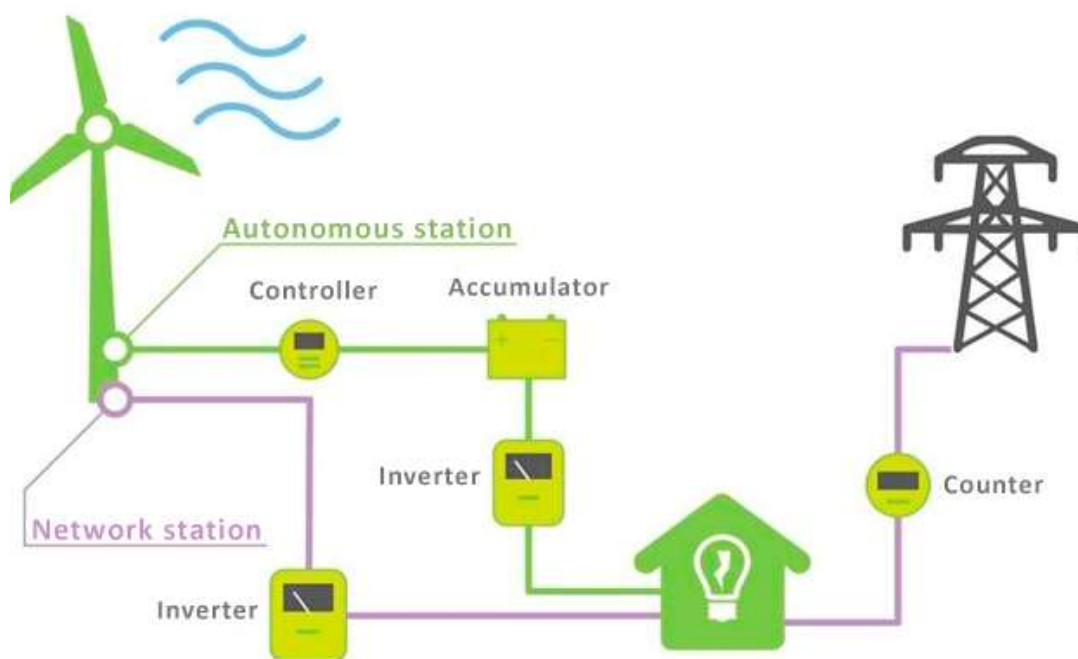 Autonomous station
Controller
Accumulator
Inverter
Counter
Network station
Inverter